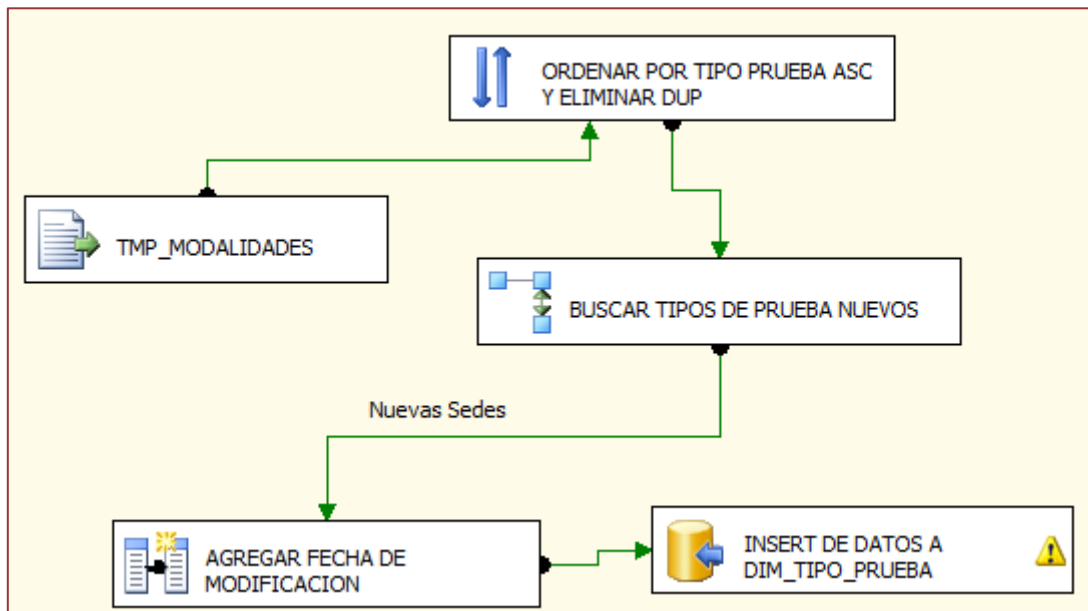 ORDENAR POR TIPO PRUEBA ASC
Y ELIMINAR DUP
TMP_MODALIDADES
BUSCAR TIPOS DE PRUEBA NUEVOS
Nuevas Sedes
AGREGAR FECHA DE
MODIFICACION
INSERT DE DATOS A
DIM_TIPO_PRUEBA